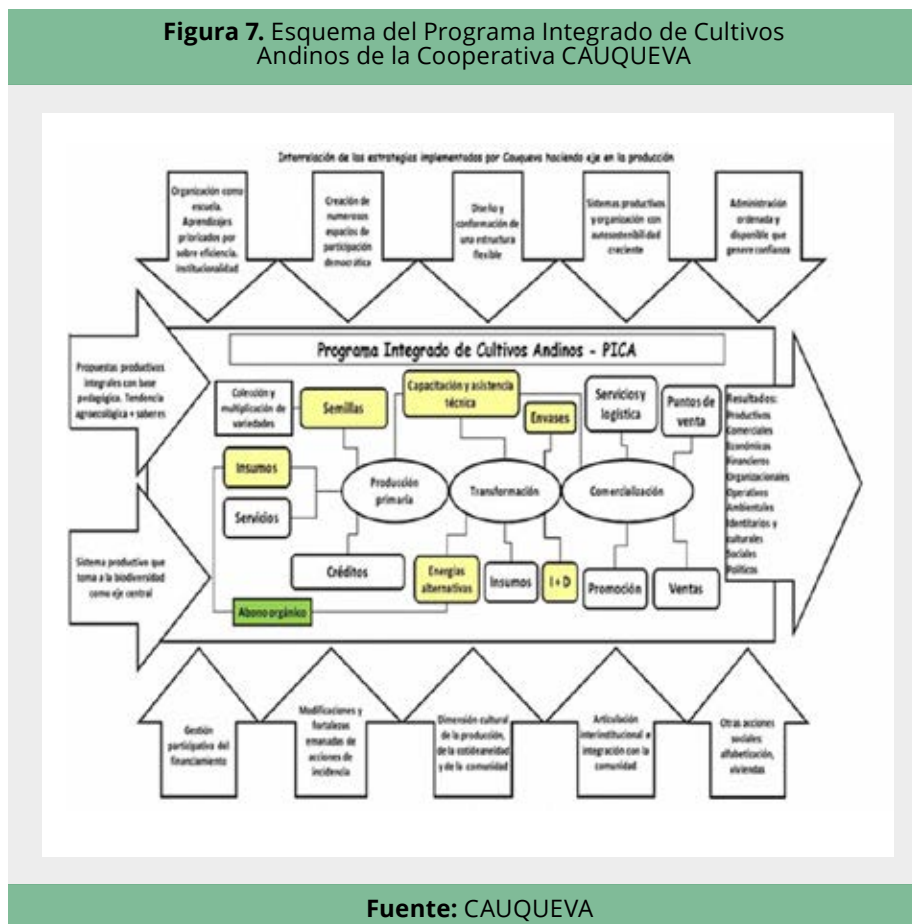 Figura 7. Esquema del Programa Integrado de Cultivos
Andinos de la Cooperativa CAUQUEVA
Interrelación de las estrategias implementadas por Cauqueva haciendo eje en la producción
Organización como
escuela.
Aprendizajes
priorizados por
sobre eficiencia.
Institucionalidad
Creación de
numerosos
espacios de
participación
democrática
Diseño y
conformación de
una estructura
flexible
Sistemas productivos
y organización con
autosostenibilidad
creciente
Administración
ordenada y
disponible que
genere confianza
Propuestas productivas
integrales con base
pedagógica. Tendencia
agroecológica + saberes
Sistema productivo que
toma a la biodiversidad
como eje central
Programa Integrado de Cultivos Andinos - PICA
Colección y
multiplicación de
variedades
Semillas
Capacitación y asistencia
técnica
Envases
Servicios y
logística
Puntos de
venta
Insumos
Servicios
Producción
primaria
Transformación
Comercialización
Créditos
Energías
alternativas
Insumos
I + D
Promoción
Ventas
Abono orgánico
Resultados:
Productivos
Comerciales
Económicos
Financieros
Organizacionales
Operativos
Ambientales
Identitarios y
culturales
Sociales
Políticos
Gestión
participativa del
financiamiento
Modificaciones y
fortalezas
emanadas de
acciones de
incidencia
Dimensión cultural
de la producción,
de la cotideaneidad
y de la comunidad
Articulación
interinstitucional e
integración con la
comunidad
Otras acciones
sociales:
alfabetización,
viviendas
Fuente: CAUQUEVA